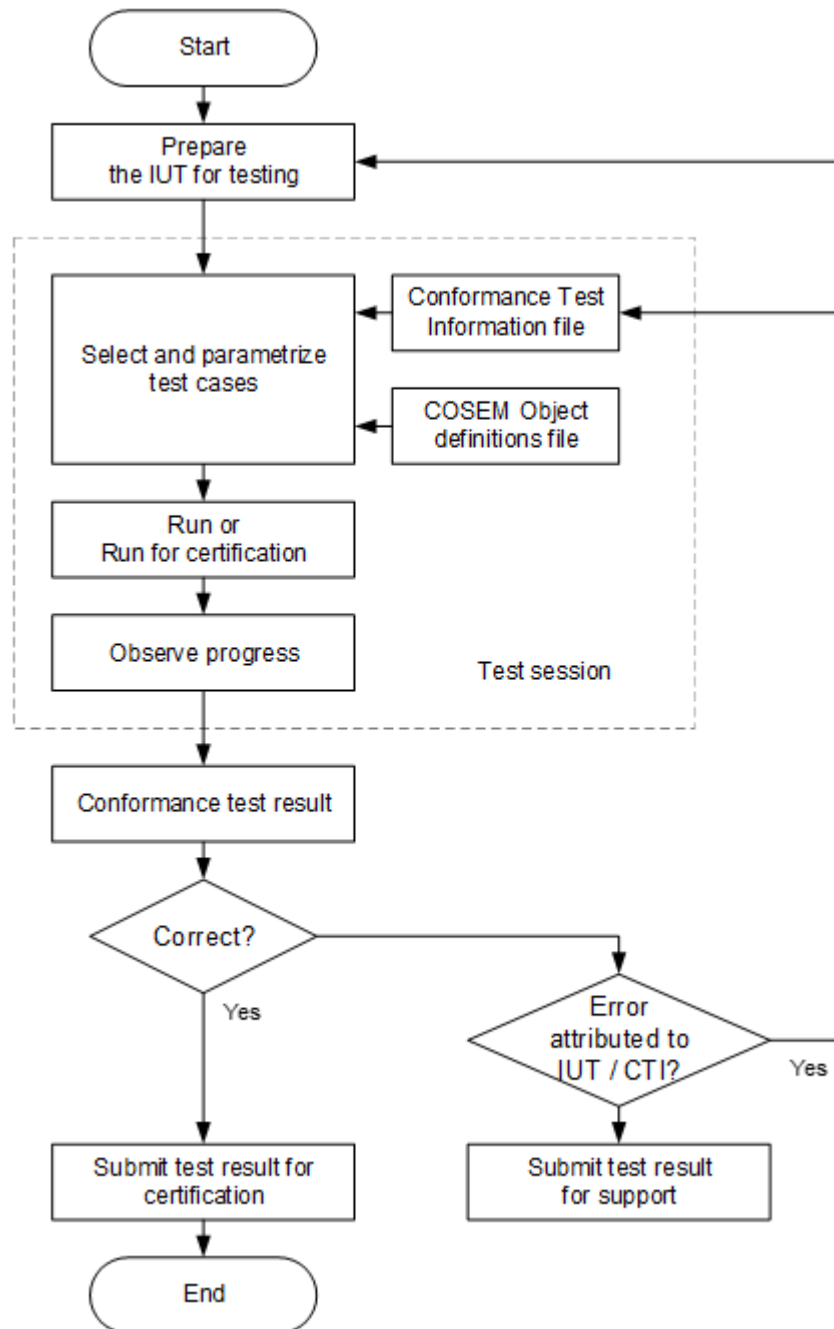 Start
Prepare
the IUT for testing
Select and parametrize
test cases
Conformance Test
Information file
COSEM Object
definitions file
Run or
Run for certification
Observe progress
Test session
Conformance test result
Correct?
Yes
Error
attributed to
IUT / CTI?
Yes
Submit test result for
certification
Submit test result
for support
End